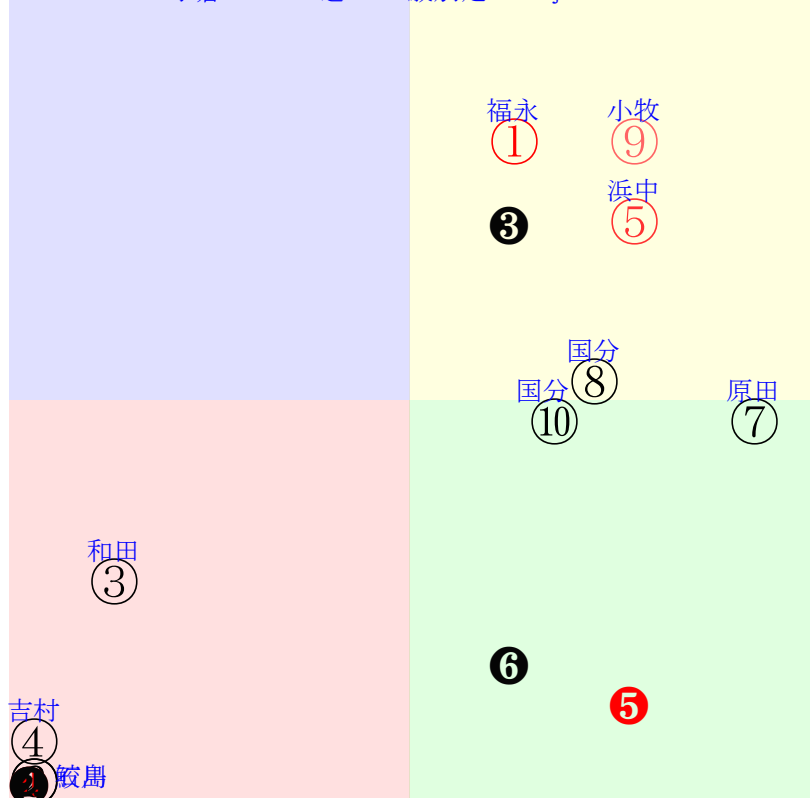 福永 小牧
① ⑨
浜中
❸ ⑤
国分
⑧
国分 原田
⑩ ⑦
和田
③
❻
❺
吉村
④